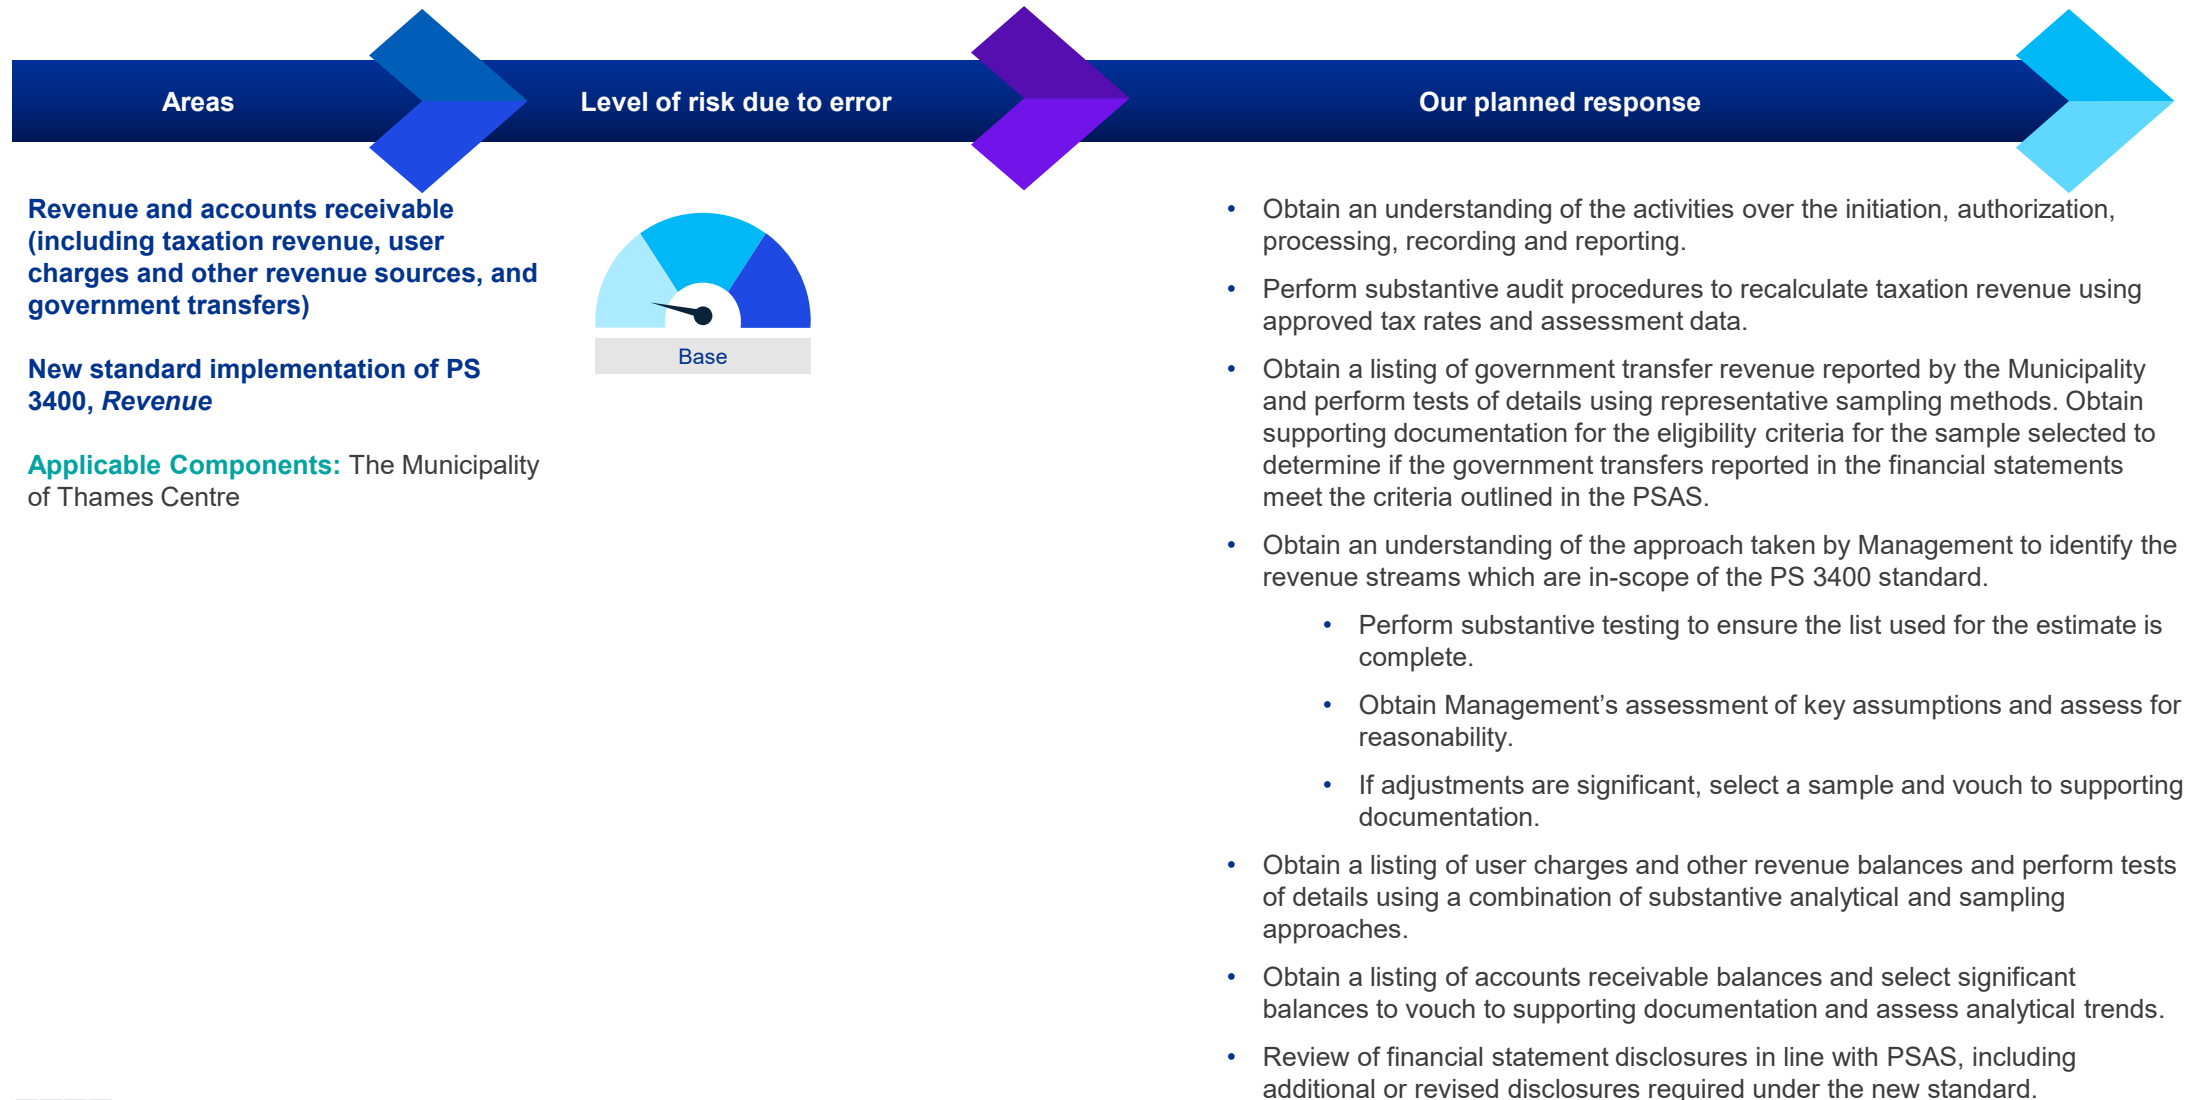 Areas
Level of risk due to error
Our planned response
Revenue and accounts receivable
(including taxation revenue, user
charges and other revenue sources, and
government transfers)
New standard implementation of PS
3400, Revenue
Applicable Components: The Municipality
of Thames Centre
Base
• Obtain an understanding of the activities over the initiation, authorization,
processing, recording and reporting.
• Perform substantive audit procedures to recalculate taxation revenue using
approved tax rates and assessment data.
• Obtain a listing of government transfer revenue reported by the Municipality
and perform tests of details using representative sampling methods. Obtain
supporting documentation for the eligibility criteria for the sample selected to
determine if the government transfers reported in the financial statements
meet the criteria outlined in the PSAS.
• Obtain an understanding of the approach taken by Management to identify the
revenue streams which are in-scope of the PS 3400 standard.
• Perform substantive testing to ensure the list used for the estimate is
complete.
• Obtain Management’s assessment of key assumptions and assess for
reasonability.
• If adjustments are significant, select a sample and vouch to supporting
documentation.
• Obtain a listing of user charges and other revenue balances and perform tests
of details using a combination of substantive analytical and sampling
approaches.
• Obtain a listing of accounts receivable balances and select significant
balances to vouch to supporting documentation and assess analytical trends.
• Review of financial statement disclosures in line with PSAS, including
additional or revised disclosures required under the new standard.